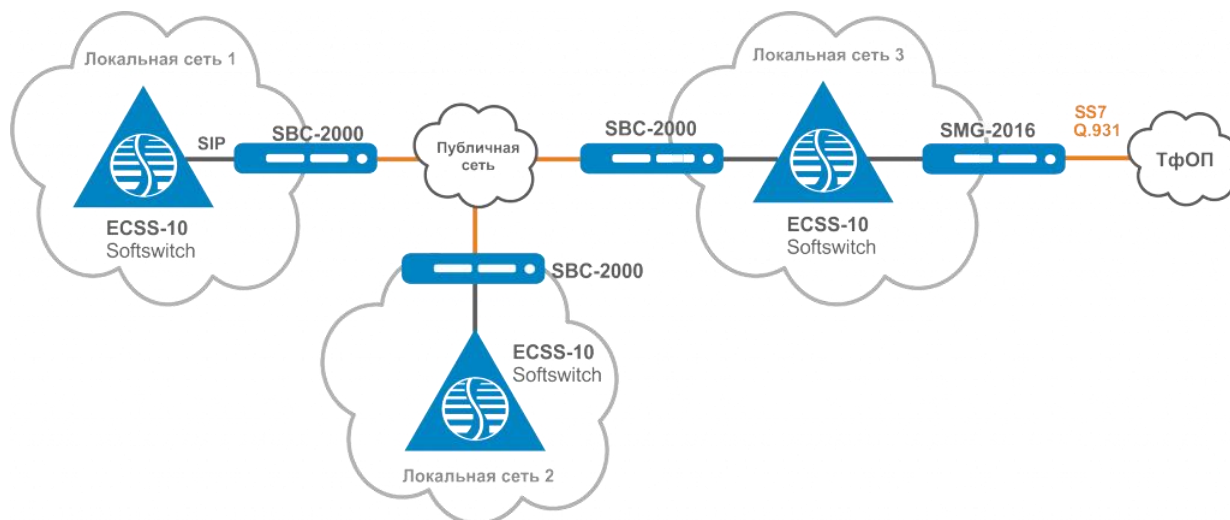 Локальная сеть 1
SIP
SBC-2000
ECSS-10
Softswitch
Публичная
сеть
SBC-2000
ECSS-10
Softswitch
Локальная сеть 2
Локальная сеть 3
SBC-2000
ECSS-10
Softswitch
SMG-2016
SS7
Q.931
ТфОП